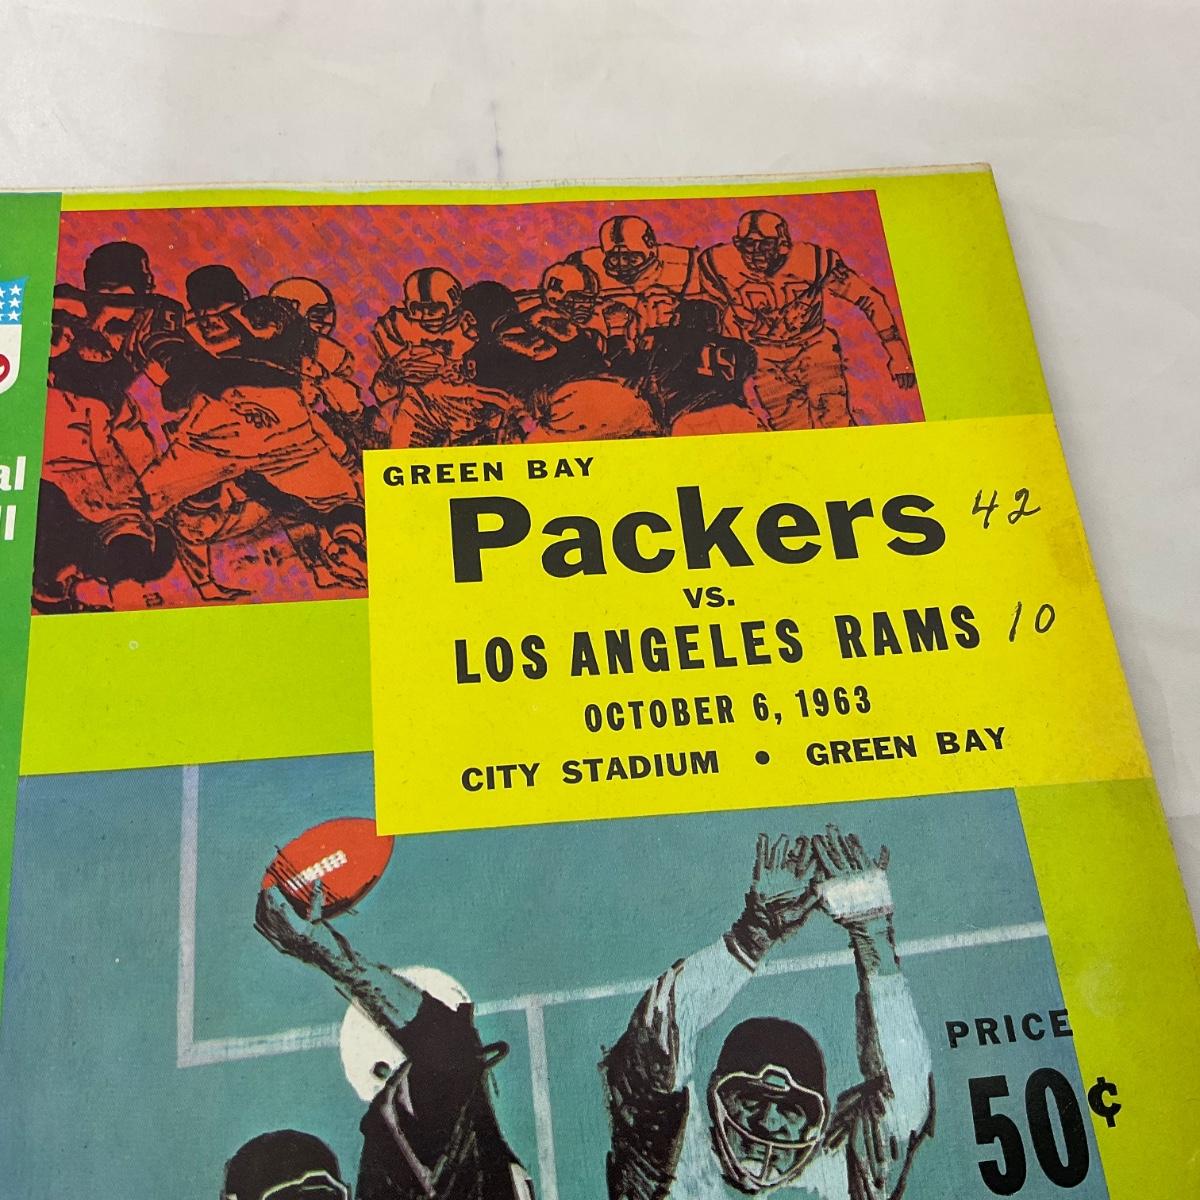 GREEN BAY
Packers 42
VS.
LOS ANGELES RAMS 10
OCTOBER 6, 1963
CITY STADIUM • GREEN BAY
PRICE
50¢